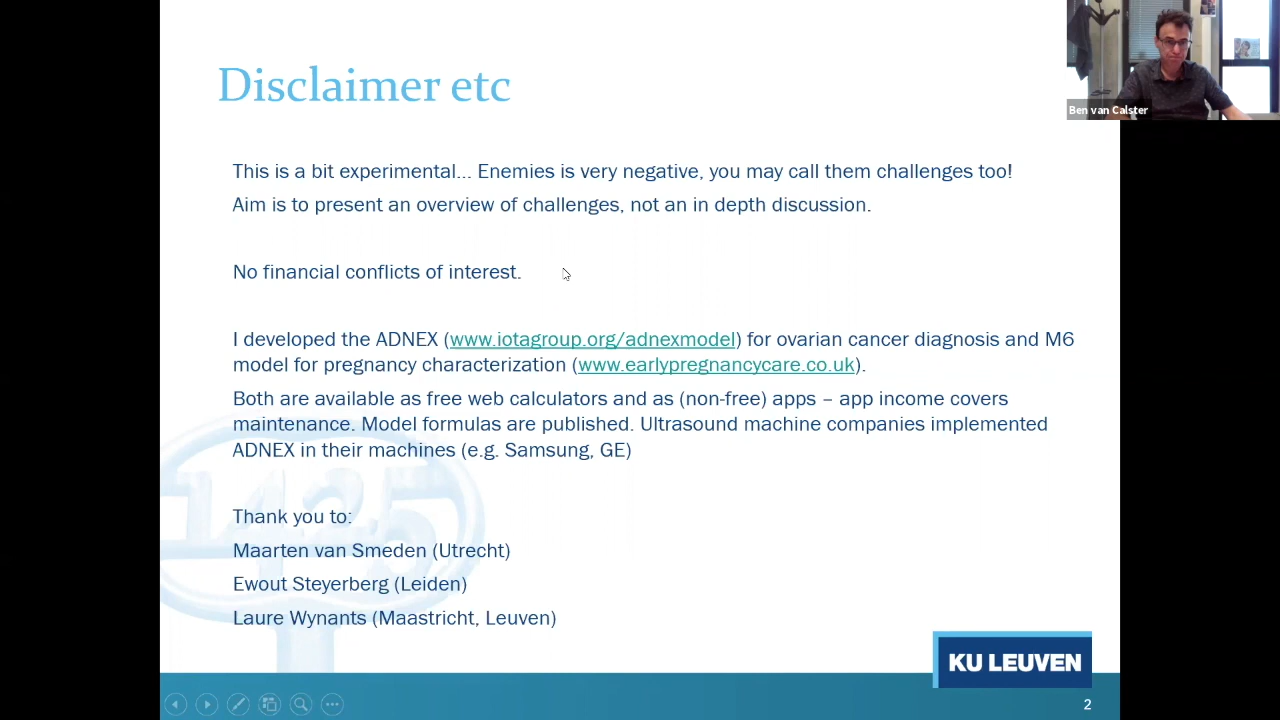 Disclaimer etc
Ben van Calster
This is a bit experimental... Enemies is very negative, you may call them challenges too!
Aim is to present an overview of challenges, not an in depth discussion.
No financial conflicts of interest.
I developed the ADNEX (www.iotagroup.org/adnexmodel) for ovarian cancer diagnosis and M6
model for pregnancy characterization (www.earlypregnancycare.co.uk).
Both are available as free web calculators and as (non-free) apps – app income covers
maintenance. Model formulas are published. Ultrasound machine companies implemented
ADNEX in their machines (e.g. Samsung, GE)
Thank you to:
Maarten van Smeden (Utrecht)
Ewout Steyerberg (Leiden)
Laure Wynants (Maastricht, Leuven)
1425
KU LEUVEN
2